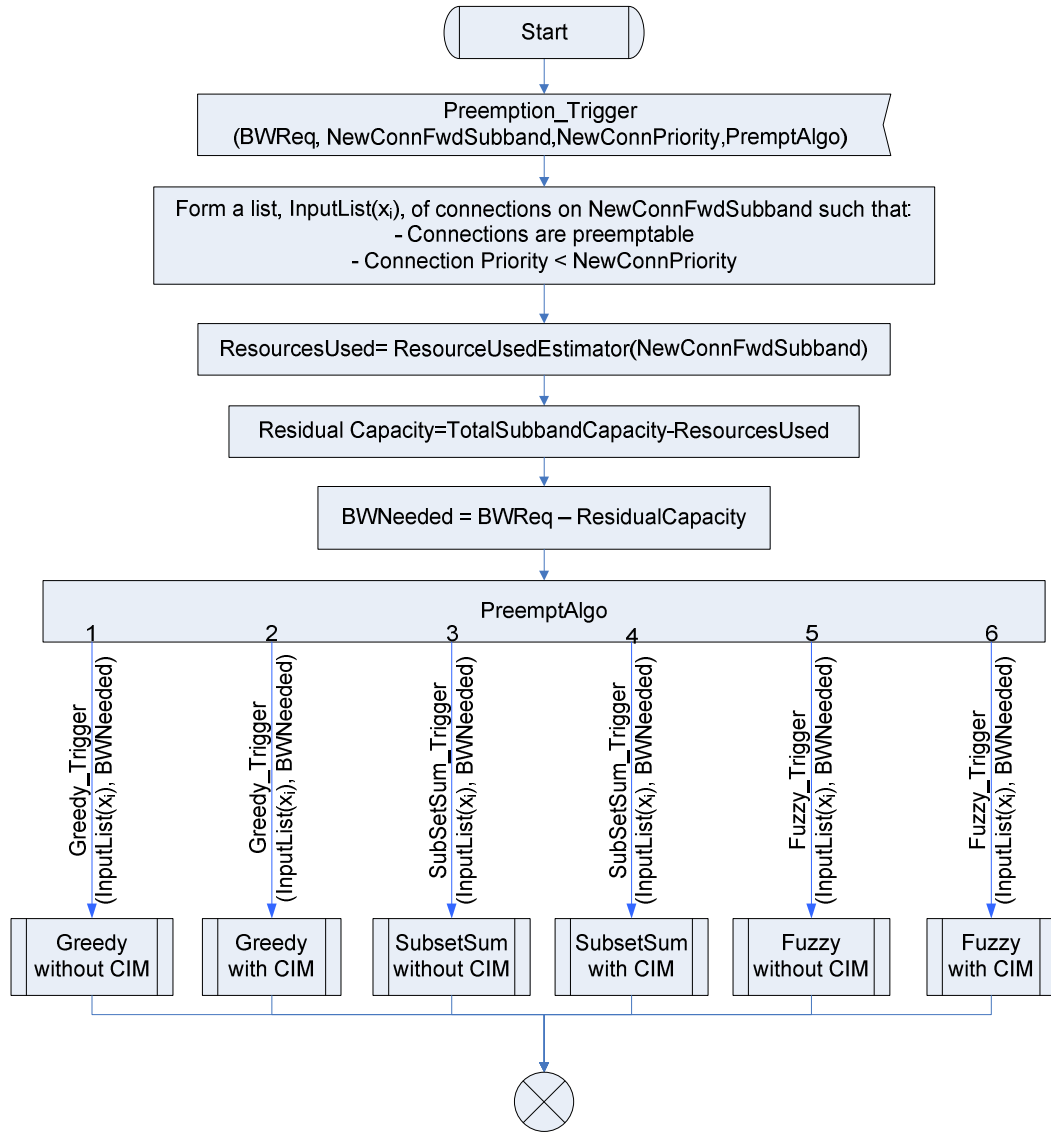 Start
Preemption_Trigger
(BWReq, NewConnFwdSubband,NewConnPriority,PremptAlgo)
Form a list, InputList(xᵢ), of connections on NewConnFwdSubband such that:
- Connections are preemptable
- Connection Priority < NewConnPriority
ResourcesUsed= ResourceUsedEstimator(NewConnFwdSubband)
Residual Capacity=TotalSubbandCapacity-ResourcesUsed
BWNeeded = BWReq – ResidualCapacity
PreemptAlgo
1
2
3
4
5
6
Greedy_Trigger
(InputList(xᵢ), BWNeeded)
Greedy_Trigger
(InputList(xᵢ), BWNeeded)
SubSetSum_Trigger
(InputList(xᵢ), BWNeeded)
SubSetSum_Trigger
(InputList(xᵢ), BWNeeded)
Fuzzy_Trigger
(InputList(xᵢ), BWNeeded)
Fuzzy_Trigger
(InputList(xᵢ), BWNeeded)
Greedy
without CIM
Greedy
with CIM
SubsetSum
without CIM
SubsetSum
with CIM
Fuzzy
without CIM
Fuzzy
with CIM